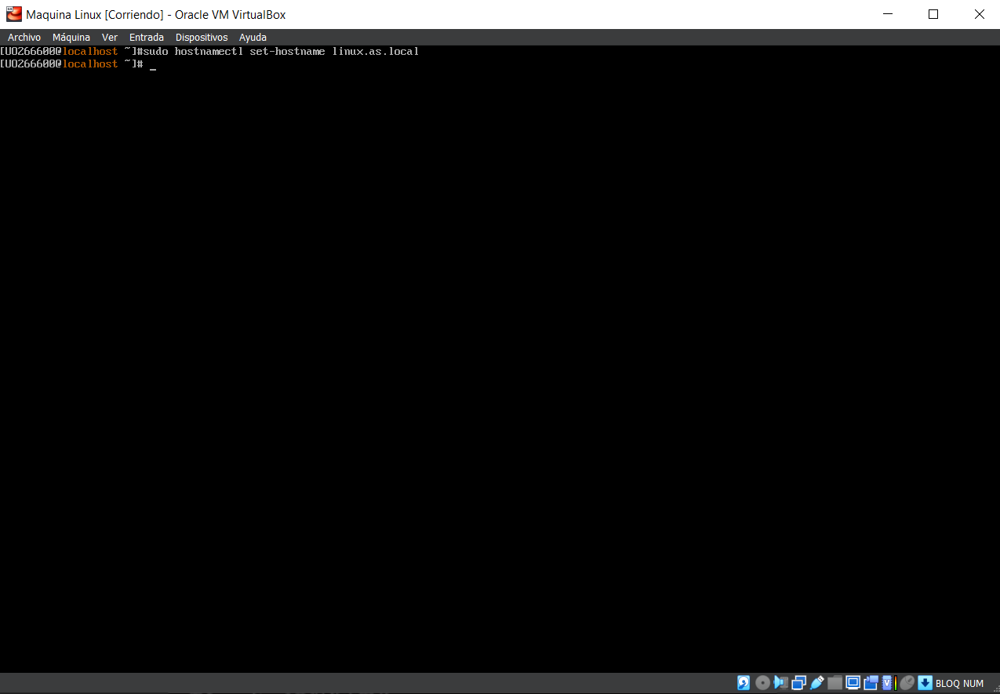 Maquina Linux [Corriendo] - Oracle VM VirtualBox
Archivo Máquina Ver Entrada Dispositivos Ayuda
[UO266600@localhost ~]#sudo hostnamectl set-hostname linux.as.local
[UO266600@localhost ~]# _
BLOQ NUM